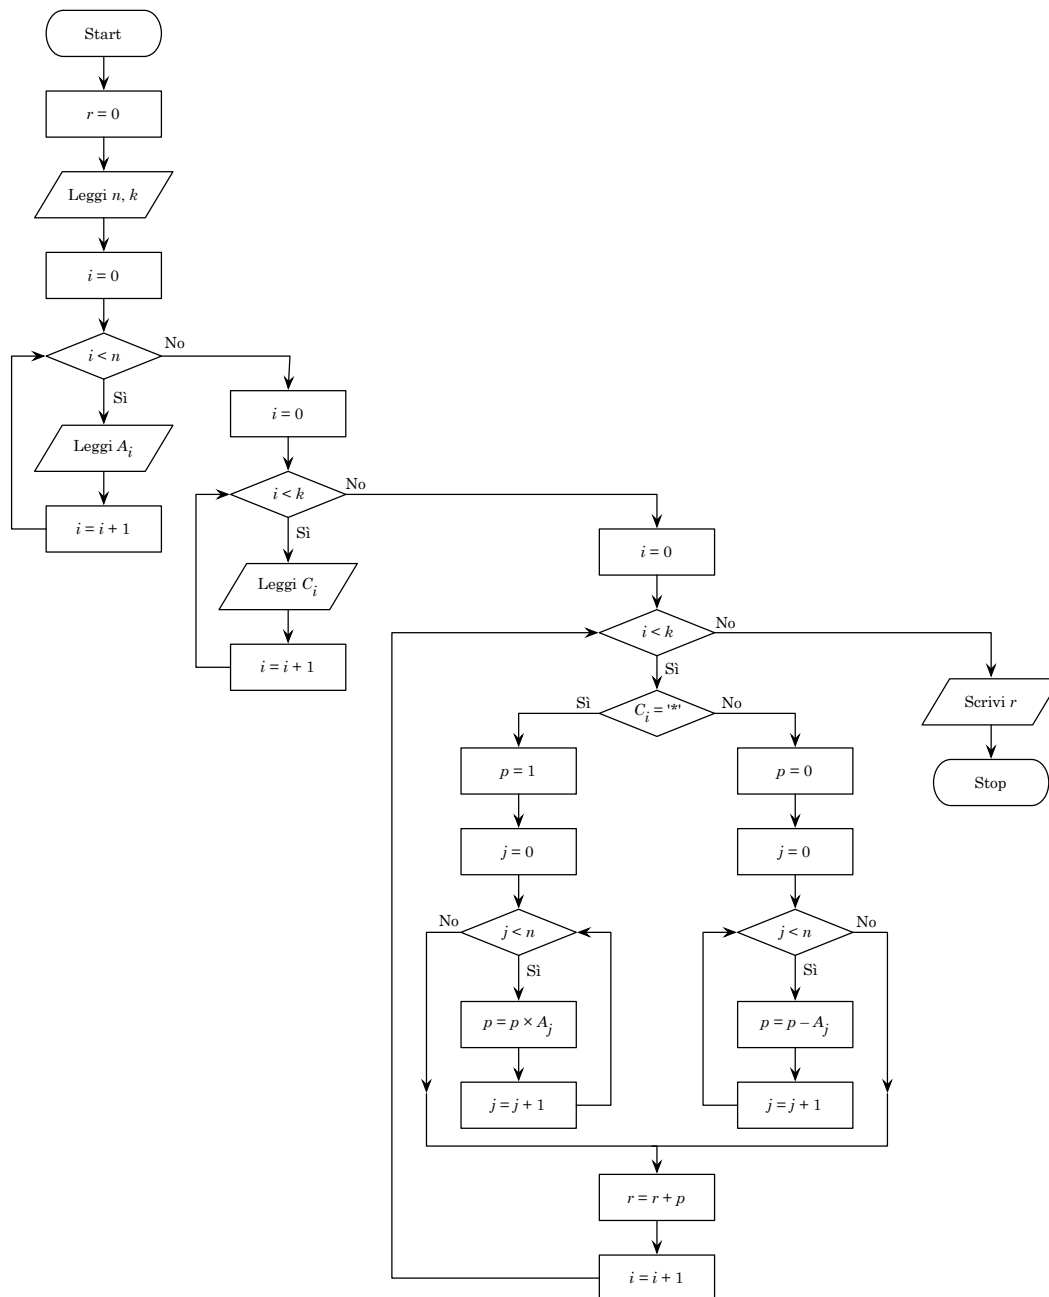 Start
r = 0
Leggi n, k
i = 0
i < n
No
Sì
Leggi A_i
i = i + 1
i = 0
i < k
No
Sì
Leggi C_i
i = i + 1
i = 0
i < k
No
Sì
Scrivi r
Stop
C_i = '*'
Sì
No
p = 1
j = 0
j < n
No
Sì
p = p × A_j
j = j + 1
p = 0
j = 0
j < n
No
Sì
p = p – A_j
j = j + 1
r = r + p
i = i + 1